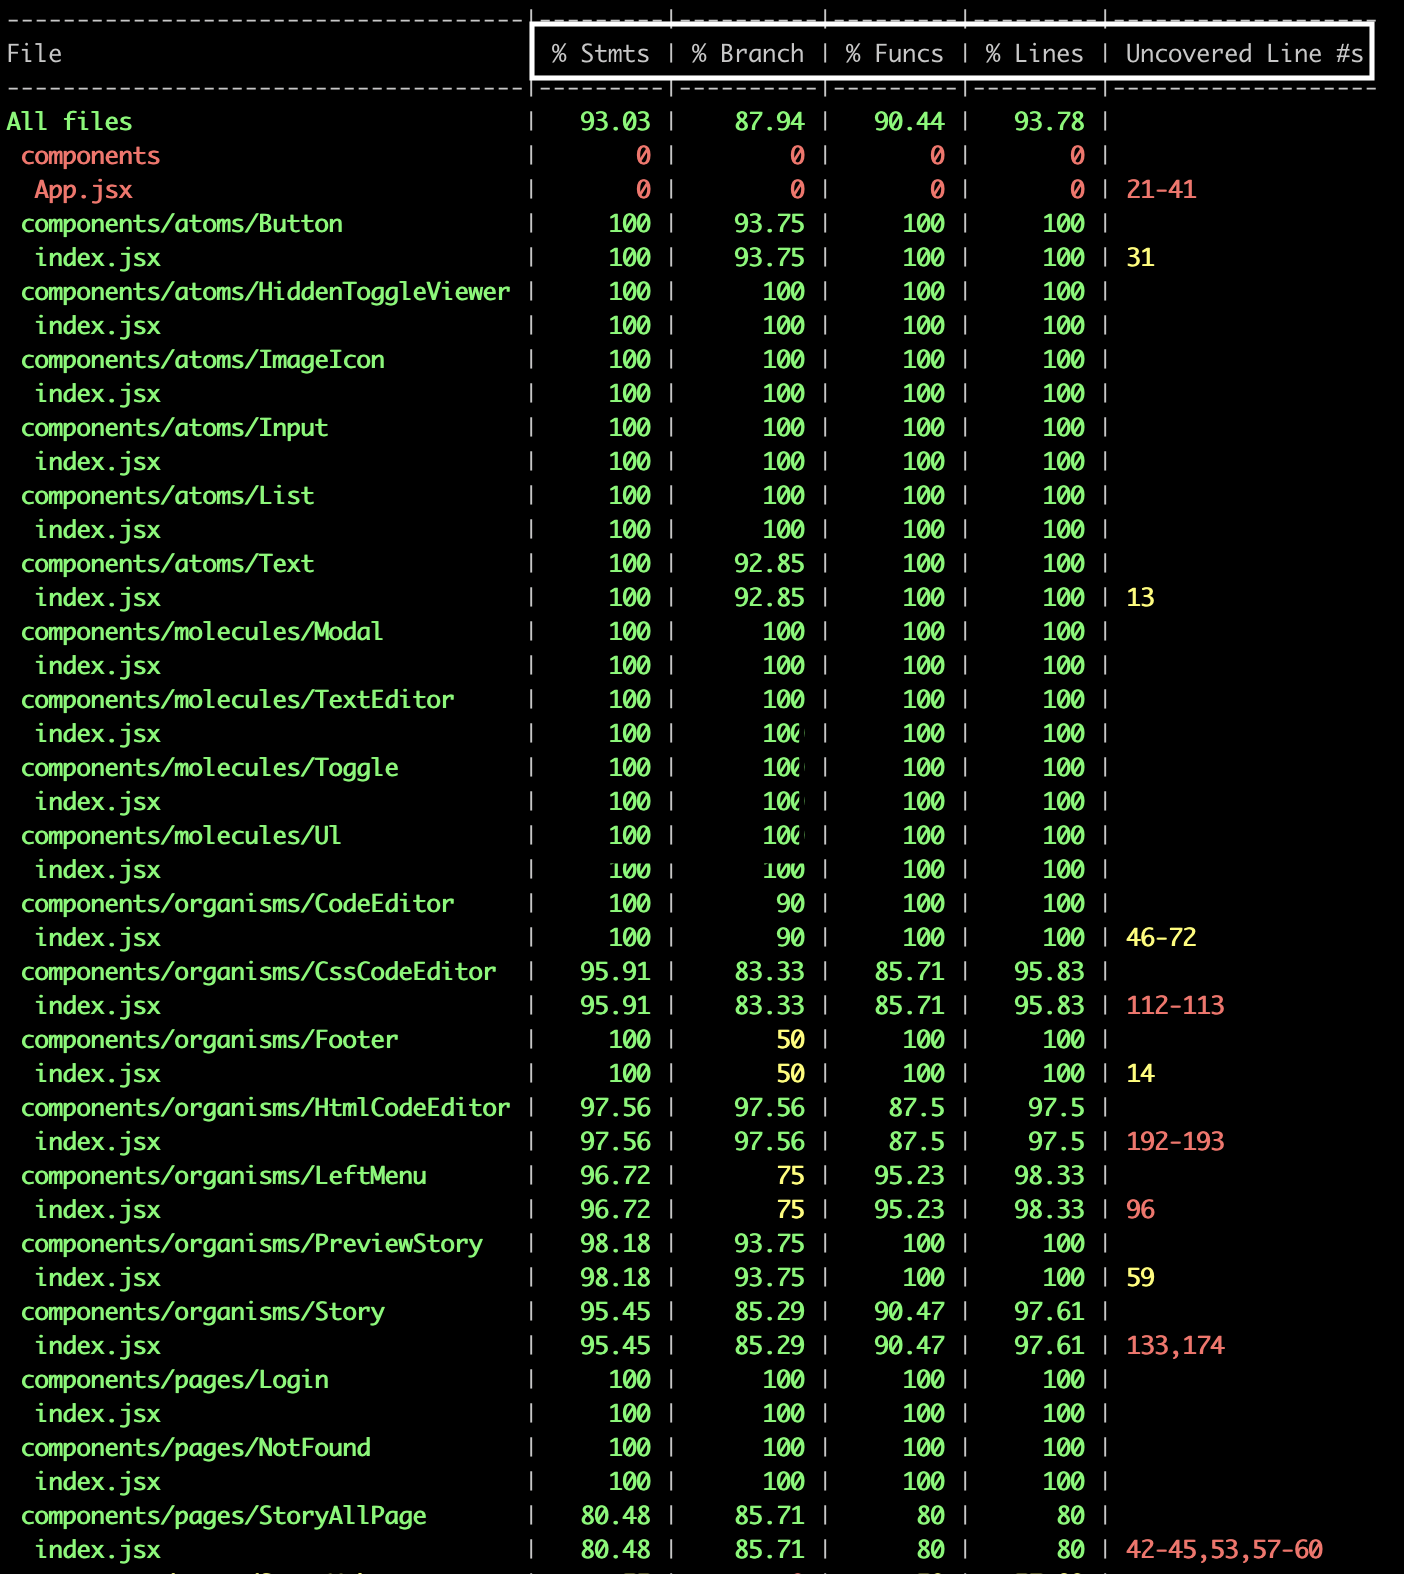 File | % Stmts | % Branch | % Funcs | % Lines | Uncovered Line #s
All files | 93.03 | 87.94 | 90.44 | 93.78 |
components | 0 | 0 | 0 | 0 |
App.jsx | 0 | 0 | 0 | 0 | 21-41
components/atoms/Button | 100 | 93.75 | 100 | 100 |
index.jsx | 100 | 93.75 | 100 | 100 | 31
components/atoms/HiddenToggleViewer | 100 | 100 | 100 | 100 |
index.jsx | 100 | 100 | 100 | 100 |
components/atoms/ImageIcon | 100 | 100 | 100 | 100 |
index.jsx | 100 | 100 | 100 | 100 |
components/atoms/Input | 100 | 100 | 100 | 100 |
index.jsx | 100 | 100 | 100 | 100 |
components/atoms/List | 100 | 100 | 100 | 100 |
index.jsx | 100 | 100 | 100 | 100 |
components/atoms/Text | 100 | 92.85 | 100 | 100 |
index.jsx | 100 | 92.85 | 100 | 100 | 13
components/molecules/Modal | 100 | 100 | 100 | 100 |
index.jsx | 100 | 100 | 100 | 100 |
components/molecules/TextEditor | 100 | 100 | 100 | 100 |
index.jsx | 100 | 100 | 100 | 100 |
components/molecules/Toggle | 100 | 100 | 100 | 100 |
index.jsx | 100 | 100 | 100 | 100 |
components/molecules/Ul | 100 | 100 | 100 | 100 |
index.jsx | 100 | 100 | 100 | 100 |
components/organisms/CodeEditor | 100 | 90 | 100 | 100 |
index.jsx | 100 | 90 | 100 | 100 | 46-72
components/organisms/CssCodeEditor | 95.91 | 83.33 | 85.71 | 95.83 |
index.jsx | 95.91 | 83.33 | 85.71 | 95.83 | 112-113
components/organisms/Footer | 100 | 50 | 100 | 100 |
index.jsx | 100 | 50 | 100 | 100 | 14
components/organisms/HtmlCodeEditor | 97.56 | 97.56 | 87.5 | 97.5 |
index.jsx | 97.56 | 97.56 | 87.5 | 97.5 | 192-193
components/organisms/LeftMenu | 96.72 | 75 | 95.23 | 98.33 |
index.jsx | 96.72 | 75 | 95.23 | 98.33 | 96
components/organisms/PreviewStory | 98.18 | 93.75 | 100 | 100 |
index.jsx | 98.18 | 93.75 | 100 | 100 | 59
components/organisms/Story | 95.45 | 85.29 | 90.47 | 97.61 |
index.jsx | 95.45 | 85.29 | 90.47 | 97.61 | 133,174
components/pages/Login | 100 | 100 | 100 | 100 |
index.jsx | 100 | 100 | 100 | 100 |
components/pages/NotFound | 100 | 100 | 100 | 100 |
index.jsx | 100 | 100 | 100 | 100 |
components/pages/StoryAllPage | 80.48 | 85.71 | 80 | 80 |
index.jsx | 80.48 | 85.71 | 80 | 80 | 42-45,53,57-60